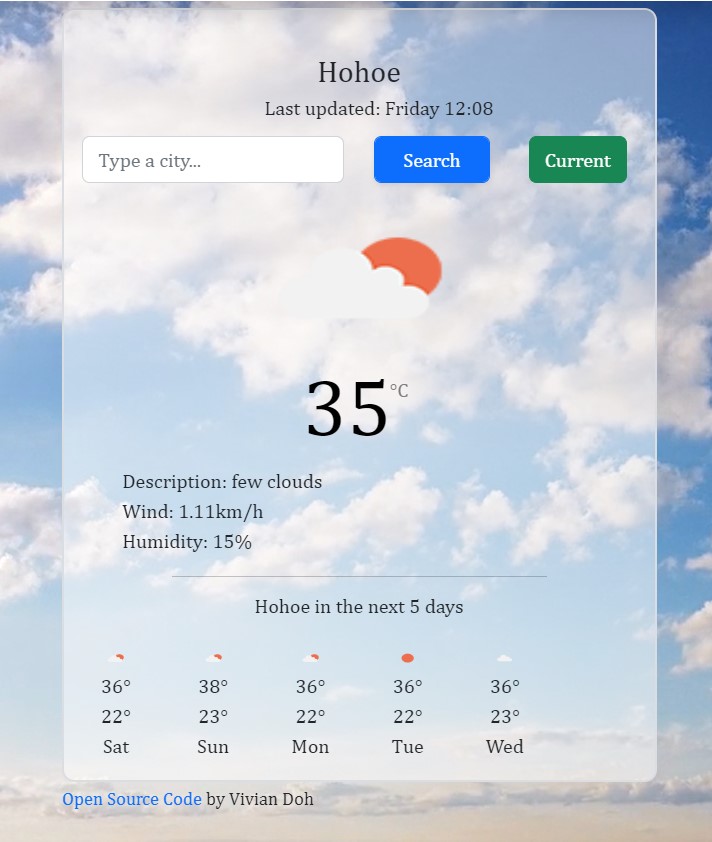 Hohoe
Last updated: Friday 12:08
Type a city...
Search
Current
35°C
Description: few clouds
Wind: 1.11km/h
Humidity: 15%
Hohoe in the next 5 days
36° 38° 36° 36° 36°
22° 23° 22° 22° 23°
Sat Sun Mon Tue Wed
Open Source Code by Vivian Doh